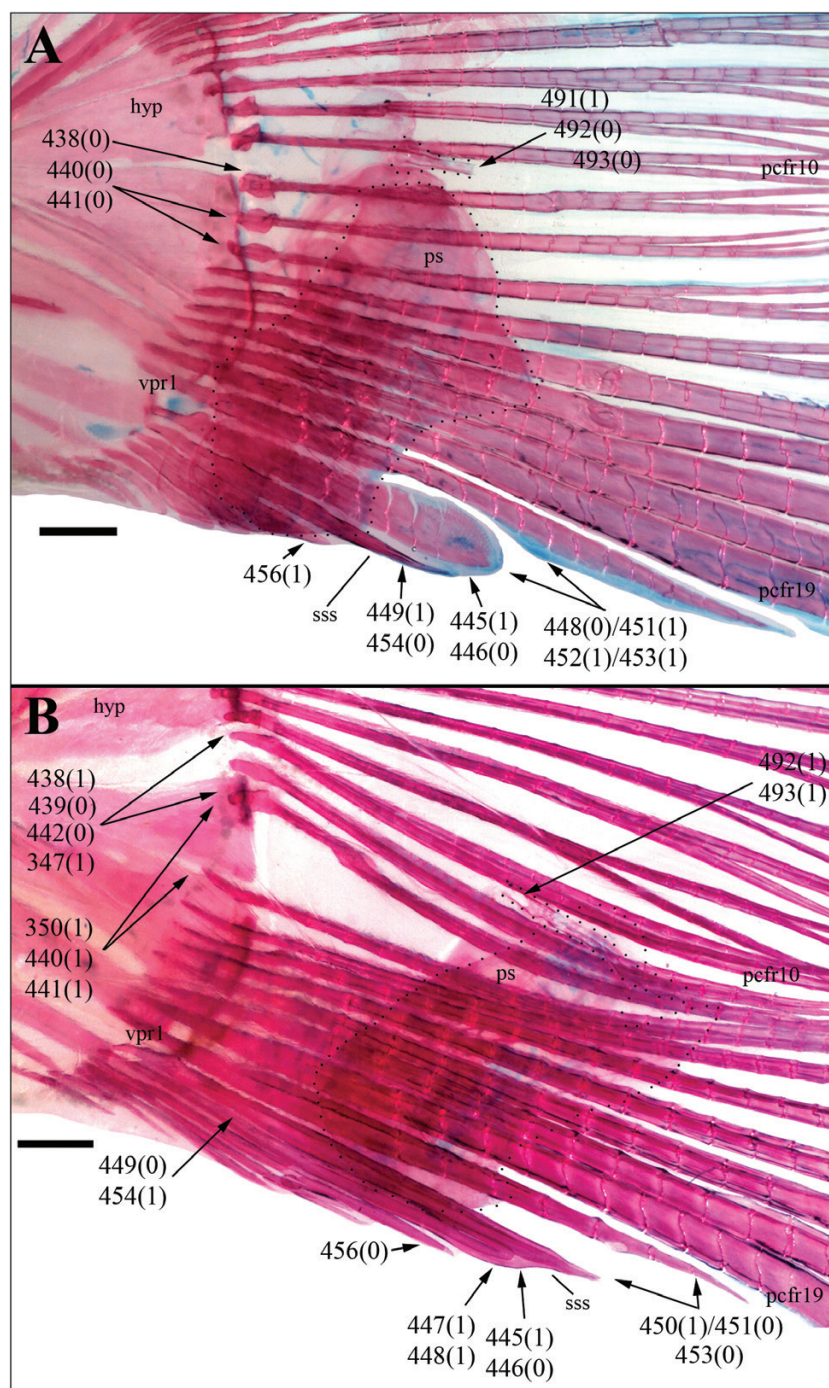 A
hyp
491(1)
492(0)
493(0)
438(0)
440(0)
441(0)
pcfr10
ps
vpr1
456(1)
sss
449(1)
454(0)
445(1)
446(0)
448(0)/451(1)
452(1)/453(1)
pcfr19
B
hyp
492(1)
493(1)
438(1)
439(0)
442(0)
347(1)
350(1)
440(1)
441(1)
ps
pcfr10
vpr1
449(0)
454(1)
456(0)
sss
447(1)
448(1)
445(1)
446(0)
450(1)/451(0)
453(0)
pcfr19